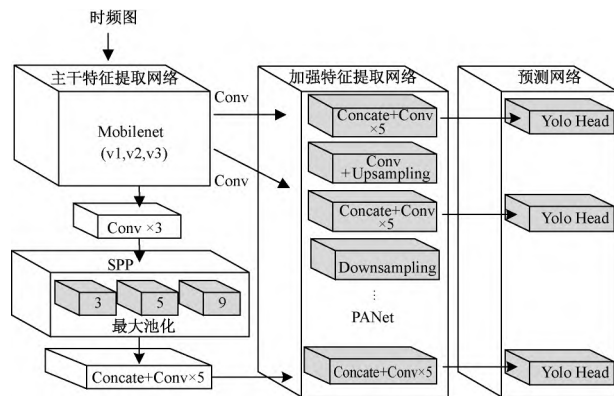 时频图
主干特征提取网络
Mobilenet
(v1,v2,v3)
Conv
Conv
Conv ×3
SPP
3
5
9
最大池化
Concate+Conv×5
加强特征提取网络
Concate+Conv
×5
Conv
+Upsampling
Concate+Conv
×5
Downsampling
⋮
PANet
Concate+Conv×5
预测网络
Yolo Head
Yolo Head
Yolo Head